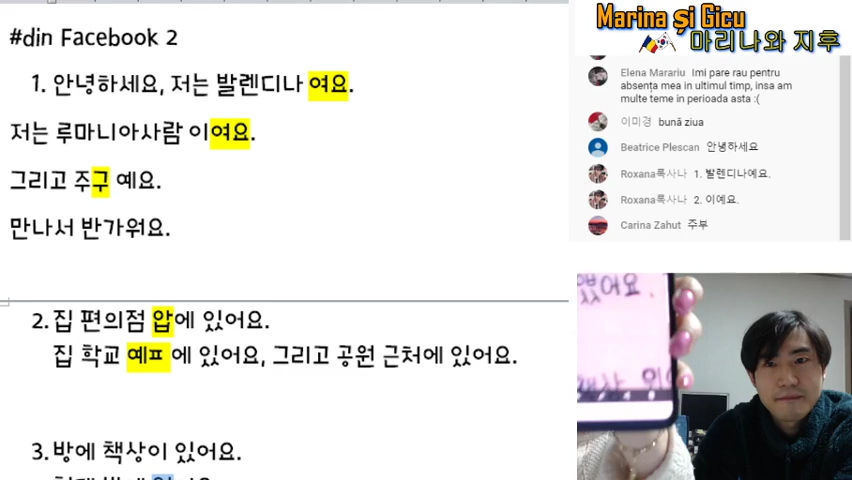 #din Facebook 2
1. 안녕하세요, 저는 발렌디나 여요.
저는 루마니아사람 이여요.
그리고 주구 예요.
만나서 반가워요.
2. 집 편의점 압에 있어요.
집 학교 예ㅍ에 있어요, 그리고 공원 근처에 있어요.
3. 방에 책상이 있어요.
Marina și Gicu
마리나와 지후
Elena Marariu Imi pare rau pentru
absența mea in ultimul timp, insa am
multe teme in perioada asta :(
이미경 bună ziua
Beatrice Plescan 안녕하세요
Roxana록사나 1. 발렌디나예요.
Roxana록사나 2. 이예요.
Carina Zahut 주부